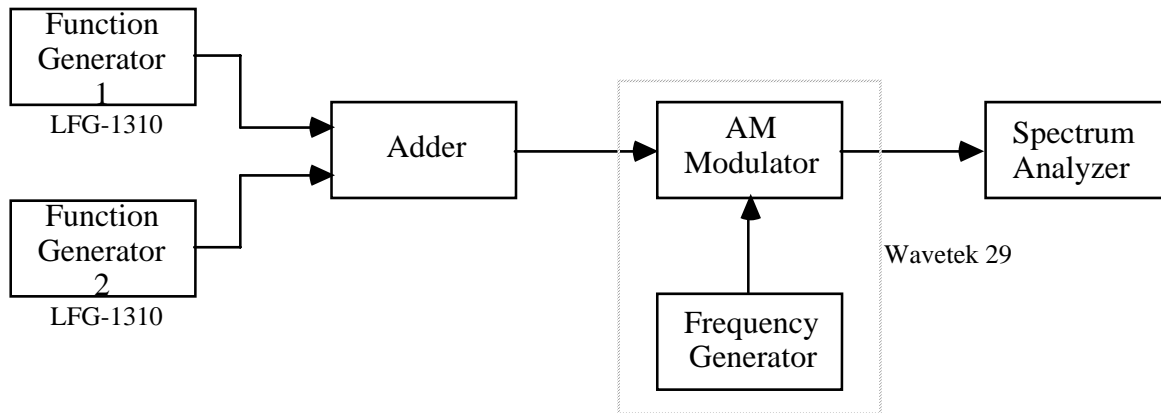 Function
Generator
1
LFG-1310
Function
Generator
2
LFG-1310
Adder
AM
Modulator
Frequency
Generator
Wavetek 29
Spectrum
Analyzer